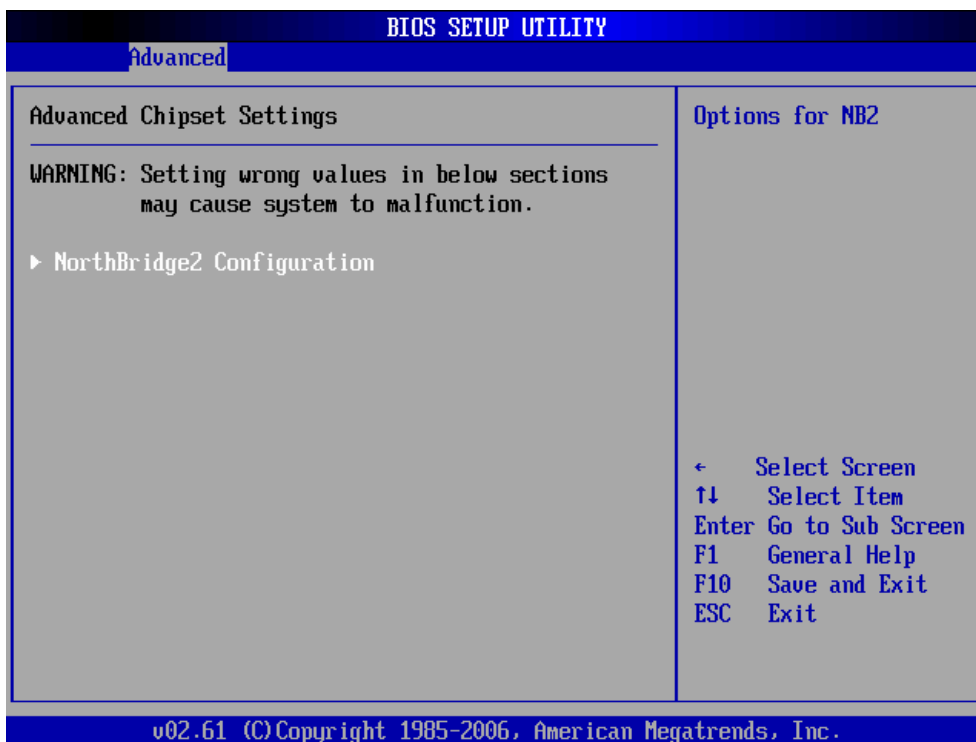 BIOS SETUP UTILITY
Advanced
Advanced Chipset Settings
WARNING: Setting wrong values in below sections
may cause system to malfunction.
▶ NorthBridge2 Configuration
Options for NB2
← Select Screen
↑↓ Select Item
Enter Go to Sub Screen
F1 General Help
F10 Save and Exit
ESC Exit
v02.61 (C)Copyright 1985-2006, American Megatrends, Inc.